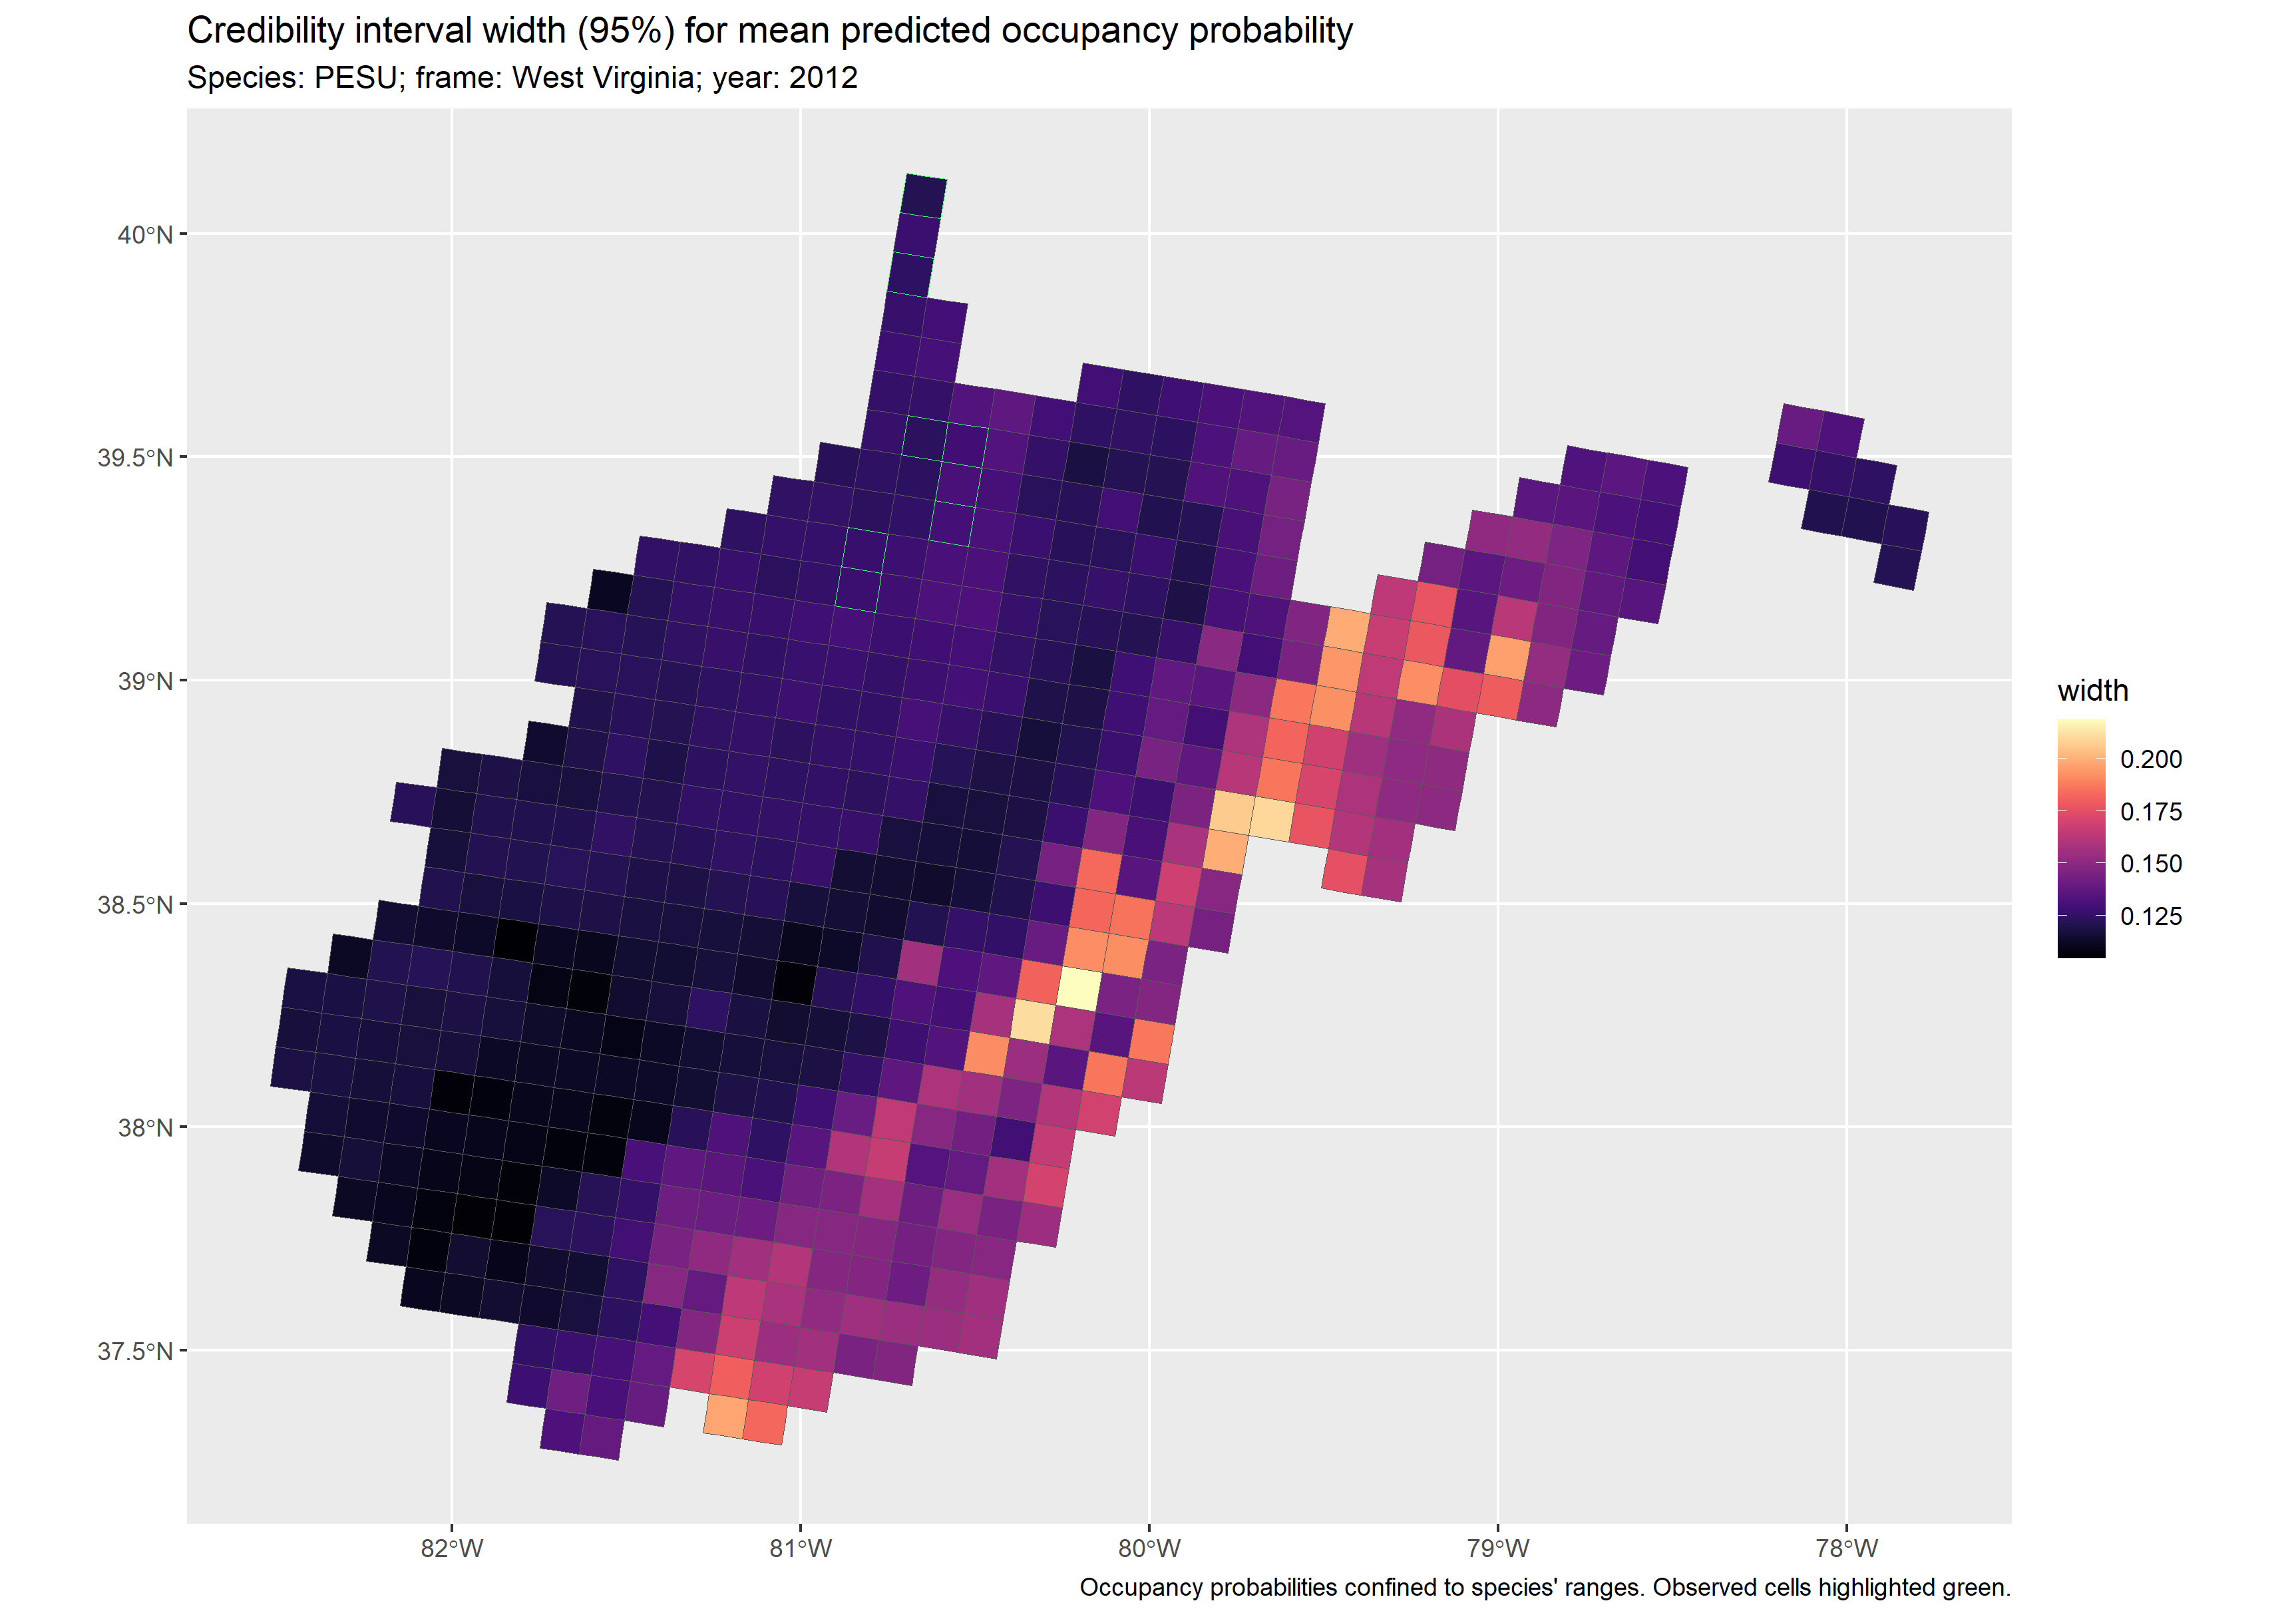 Credibility interval width (95%) for mean predicted occupancy probability
Species: PESU; frame: West Virginia; year: 2012
40°N
39.5°N
39°N
38.5°N
38°N
37.5°N
82°W
81°W
80°W
79°W
78°W
width
0.200
0.175
0.150
0.125
Occupancy probabilities confined to species' ranges. Observed cells highlighted green.